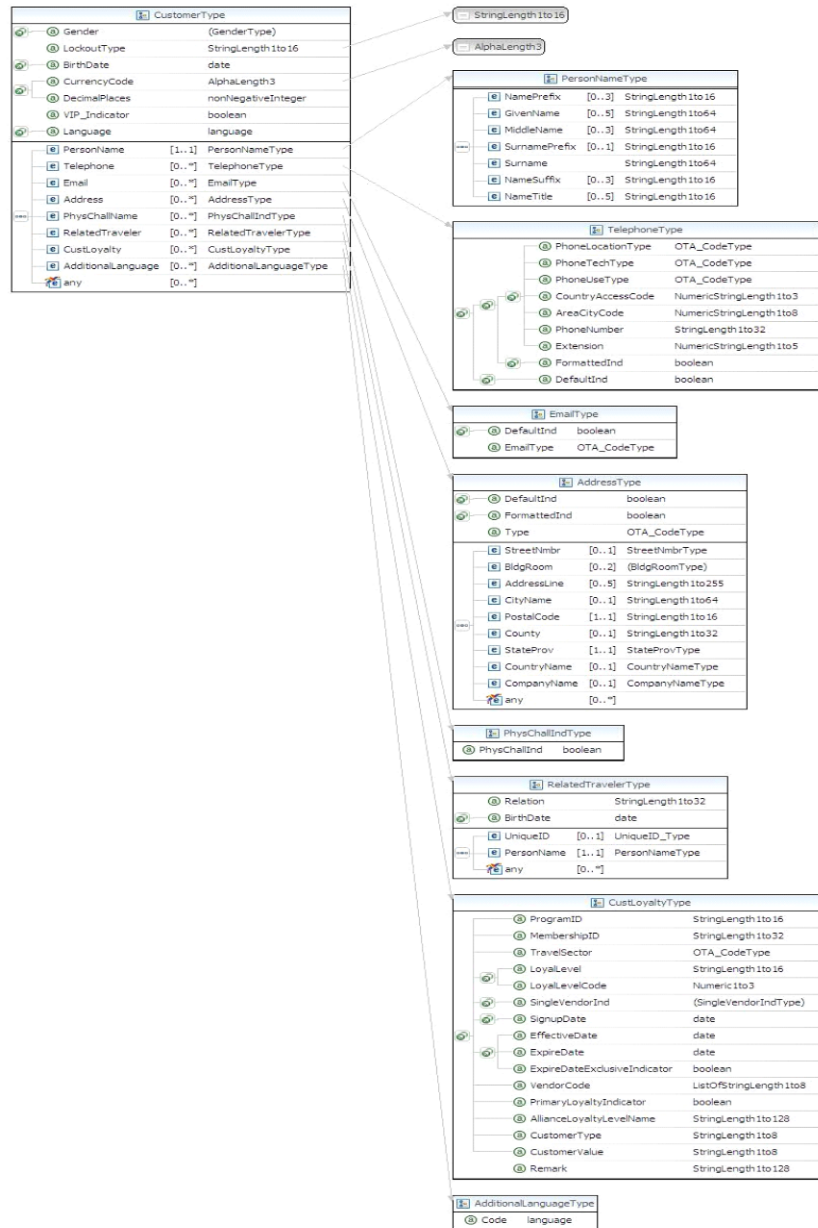 CustomerType
Gender (GenderType)
LockoutType StringLength1to16
BirthDate date
CurrencyCode AlphaLength3
DecimalPlaces nonNegativeInteger
VIP_Indicator boolean
Language language
PersonName [1..1] PersonNameType
Telephone [0..*] TelephoneType
Email [0..*] EmailType
Address [0..*] AddressType
PhysChallName [0..*] PhysChallIndType
RelatedTraveler [0..*] RelatedTravelerType
CustLoyalty [0..*] CustLoyaltyType
AdditionalLanguage [0..*] AdditionalLanguageType
any [0..*]
StringLength1to16
AlphaLength3
PersonNameType
NamePrefix [0..3] StringLength1to16
GivenName [0..5] StringLength1to64
MiddleName [0..3] StringLength1to64
SurnamePrefix [0..1] StringLength1to16
Surname StringLength1to64
NameSuffix [0..3] StringLength1to16
NameTitle [0..5] StringLength1to16
TelephoneType
PhoneLocationType OTA_CodeType
PhoneTechType OTA_CodeType
PhoneUseType OTA_CodeType
CountryAccessCode NumericStringLength1to3
AreaCityCode NumericStringLength1to8
PhoneNumber StringLength1to32
Extension NumericStringLength1to5
FormattedInd boolean
DefaultInd boolean
EmailType
DefaultInd boolean
EmailType OTA_CodeType
AddressType
DefaultInd boolean
FormattedInd boolean
Type OTA_CodeType
StreetNmbr [0..1] StreetNmbrType
BldgRoom [0..2] (BldgRoomType)
AddressLine [0..5] StringLength1to255
CityName [0..1] StringLength1to64
PostalCode [1..1] StringLength1to16
County [0..1] StringLength1to32
StateProv [1..1] StateProvType
CountryName [0..1] CountryNameType
CompanyName [0..1] CompanyNameType
any [0..*]
PhysChallIndType
PhysChallInd boolean
RelatedTravelerType
Relation StringLength1to32
BirthDate date
UniqueID [0..1] UniqueID_Type
PersonName [1..1] PersonNameType
any [0..*]
CustLoyaltyType
ProgramID StringLength1to16
MembershipID StringLength1to32
TravelSector OTA_CodeType
LoyalLevel StringLength1to16
LoyalLevelCode Numeric1to3
SingleVendorInd (SingleVendorIndType)
SignupDate date
EffectiveDate date
ExpireDate date
ExpireDateExclusiveIndicator boolean
VendorCode ListOfStringLength1to8
PrimaryLoyaltyIndicator boolean
AllianceLoyaltyLevelName StringLength1to128
CustomerType StringLength1to8
CustomerValue StringLength1to8
Remark StringLength1to128
AdditionalLanguageType
Code language